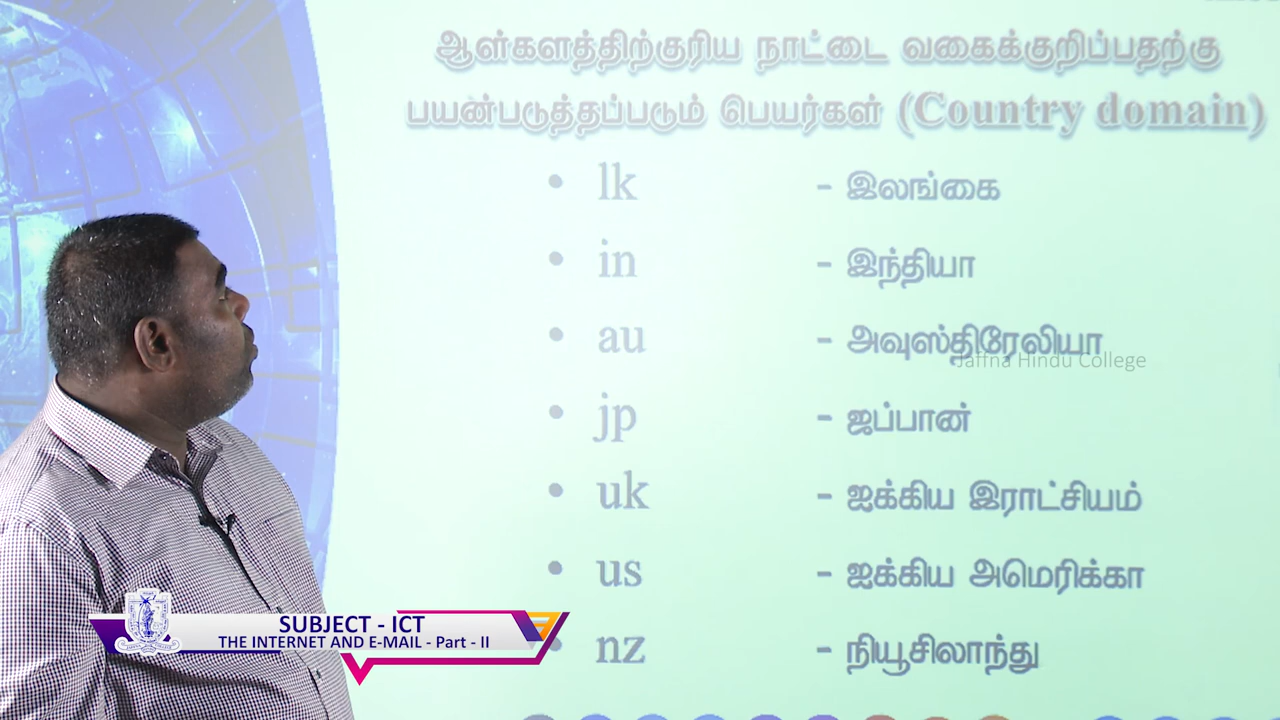 ஆள்களத்திற்குரிய நாட்டை வகைக்குறிப்பதற்கு
பயன்படுத்தப்படும் பெயர்கள் (Country domain)
• lk - இலங்கை
• in - இந்தியா
• au - அவுஸ்திரேலியா
Jaffna Hindu College
• jp - ஜப்பான்
• uk - ஐக்கிய இராட்சியம்
• us - ஐக்கிய அமெரிக்கா
• nz - நியூசிலாந்து
SUBJECT - ICT
THE INTERNET AND E-MAIL - Part - II